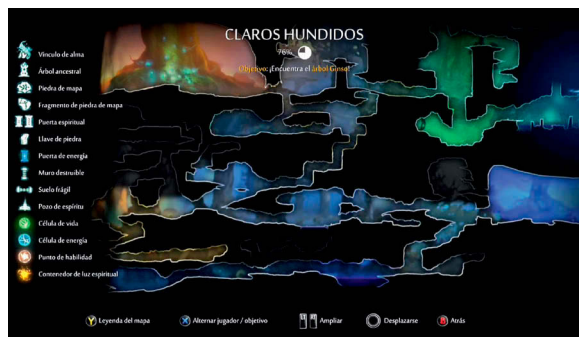 CLAROS HUNDIDOS
76%
Objetivo: ¡Encuentra el árbol Ginso!
Vínculo de alma
Árbol ancestral
Piedra de mapa
Fragmento de piedra de mapa
Puerta espiritual
Llave de piedra
Puerta de energía
Muro destruible
Suelo frágil
Pozo de espíritu
Célula de vida
Célula de energía
Punto de habilidad
Contenedor de luz espiritual
Y Leyenda del mapa X Alternar jugador / objetivo Ampliar Desplazarse B Atrás